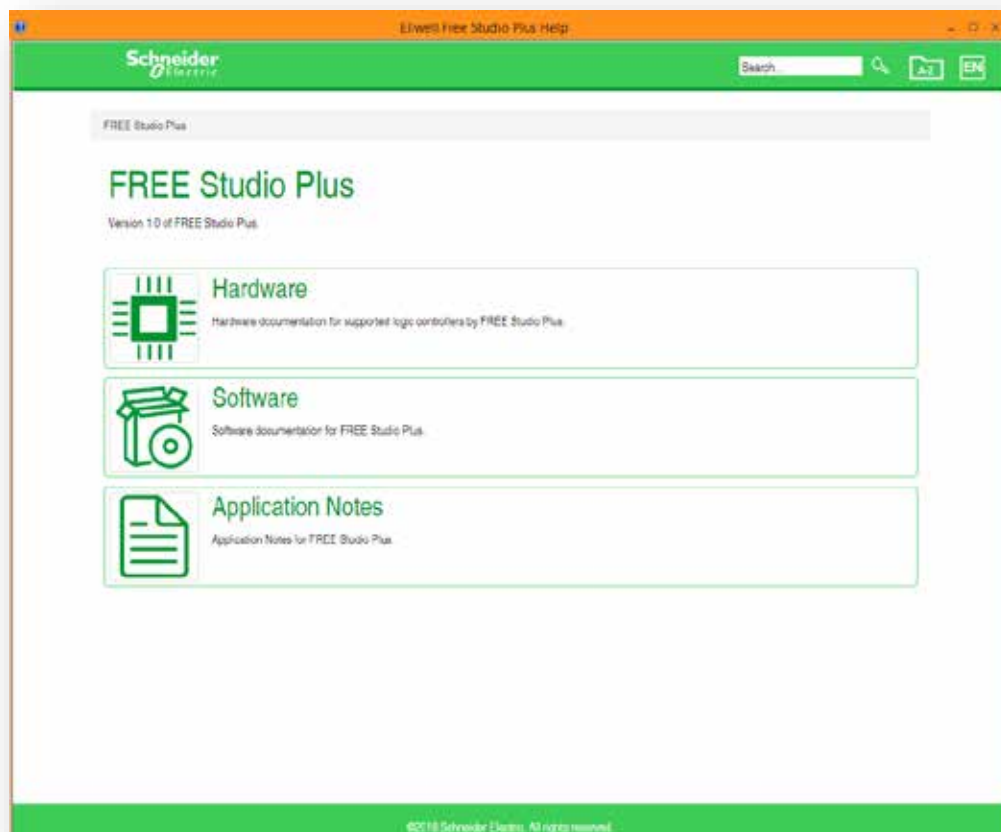 Eliwell Free Studio Plus Help
Schneider
Electric
Search...
A-Z
EN
FREE Studio Plus
FREE Studio Plus
Version 1.0 of FREE Studio Plus.
Hardware
Hardware documentation for supported logic controllers by FREE Studio Plus.
Software
Software documentation for FREE Studio Plus.
Application Notes
Application Notes for FREE Studio Plus.
Schneider Electric. All rights reserved.